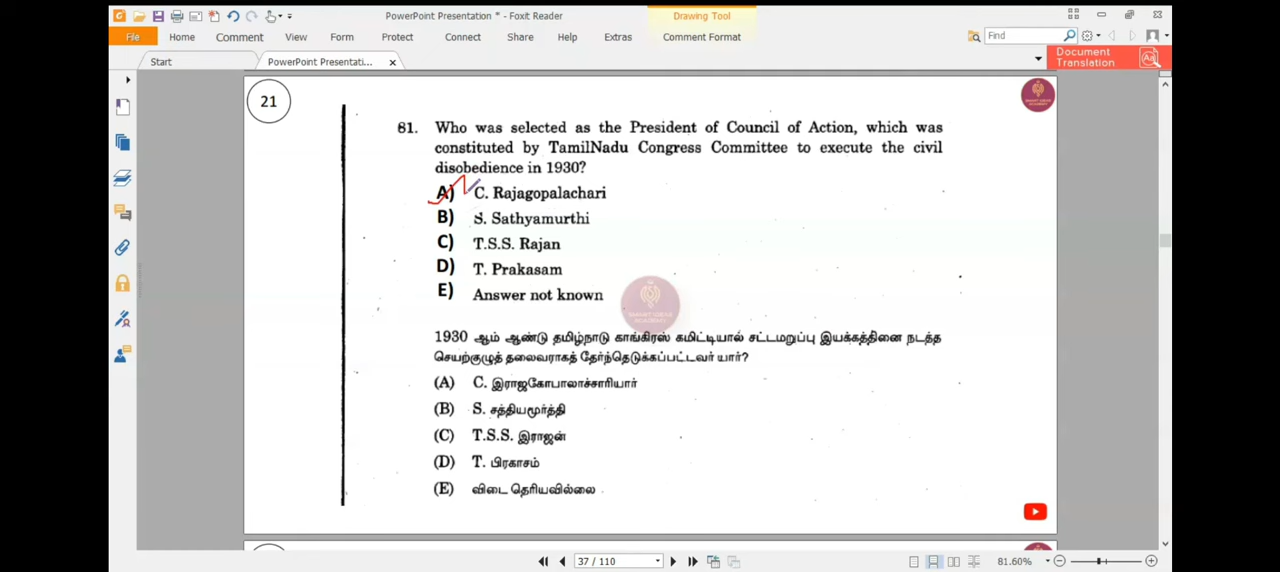 PowerPoint Presentation * - Foxit Reader
Drawing Tool
File Home Comment View Form Protect Connect Share Help Extras Comment Format
Find
Start
PowerPoint Presentati...
Document
Translation
21
81. Who was selected as the President of Council of Action, which was
constituted by TamilNadu Congress Committee to execute the civil
disobedience in 1930?
A) C. Rajagopalachari
B) S. Sathyamurthi
C) T.S.S. Rajan
D) T. Prakasam
E) Answer not known
1930 ஆம் ஆண்டு தமிழ்நாடு காங்கிரஸ் கமிட்டியால் சட்டமறுப்பு இயக்கத்தினை நடத்த
செயற்குழுத் தலைவராகத் தேர்ந்தெடுக்கப்பட்டவர் யார்?
(A) C. இராஜகோபாலாச்சாரியார்
(B) S. சத்தியமூர்த்தி
(C) T.S.S. இராஜன்
(D) T. பிரகாசம்
(E) விடை தெரியவில்லை
37 / 110
81.60%